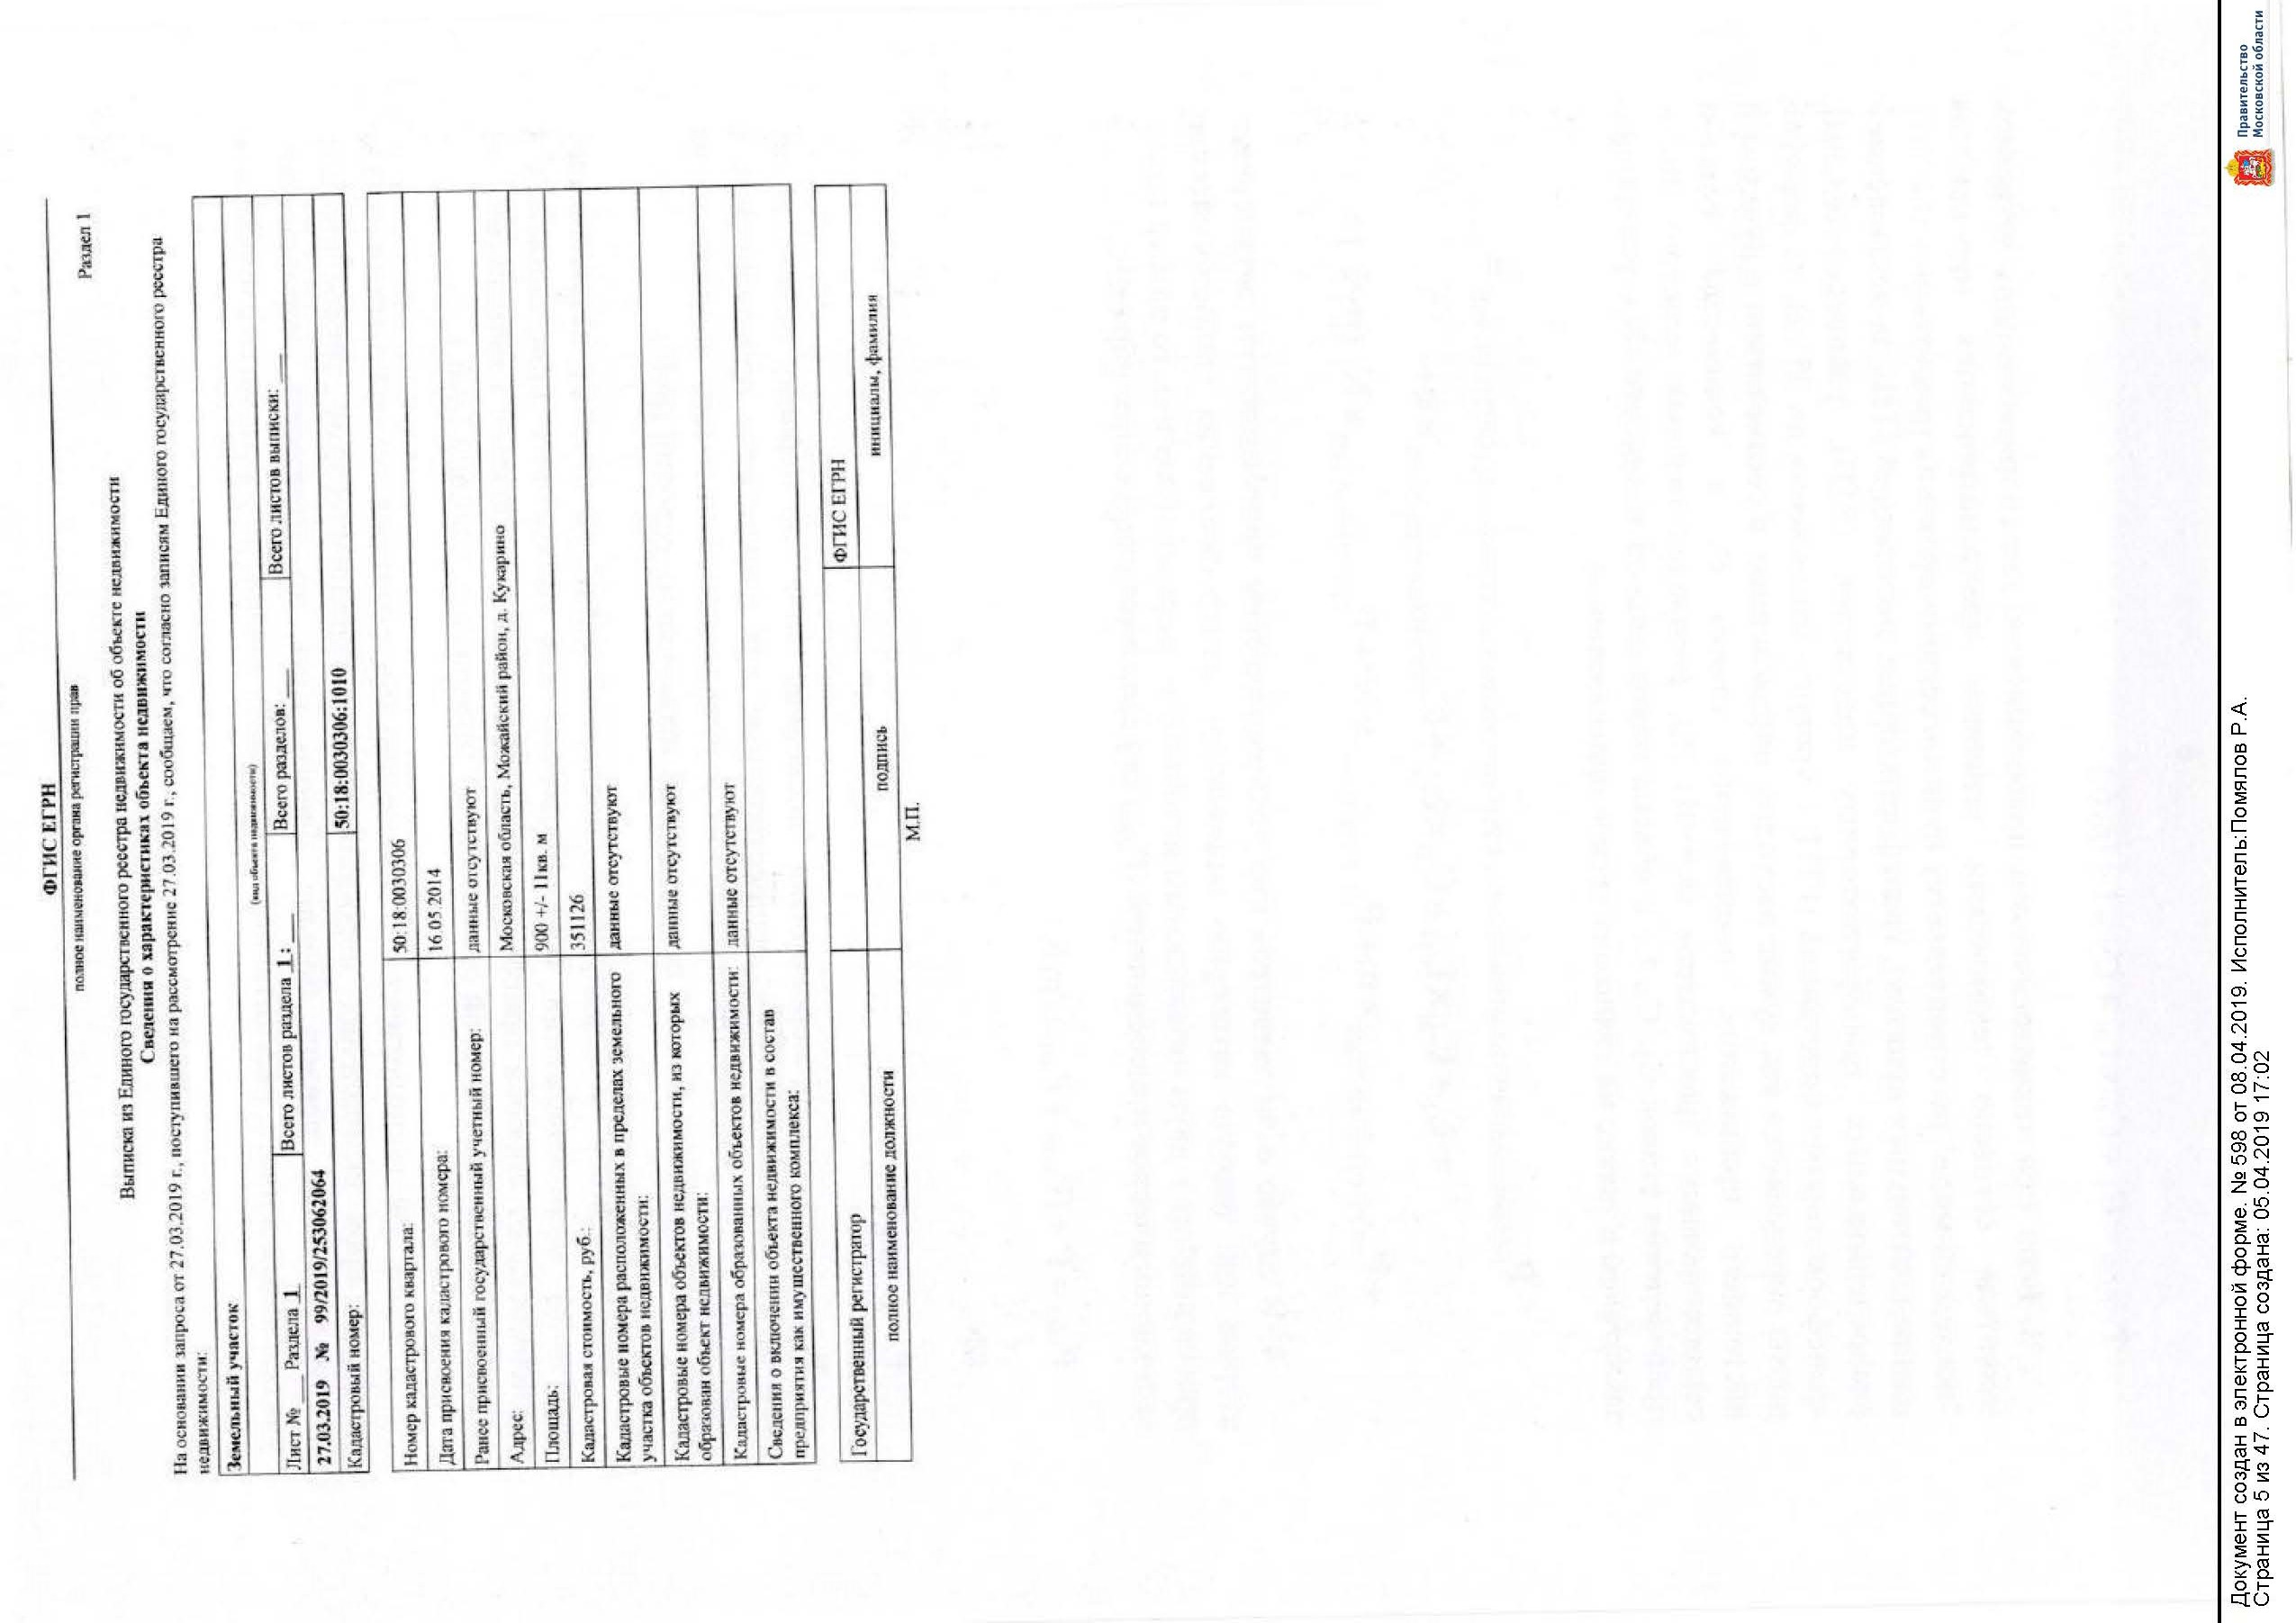 ФГИС ЕГРН
полное наименование органа регистрации прав
Раздел 1
Выписка из Единого государственного реестра недвижимости об объекте недвижимости
Сведения о характеристиках объекта недвижимости
На основании запроса от 27.03.2019 г., поступившего на рассмотрение 27.03.2019 г., сообщаем, что согласно записям Единого государственного реестра
недвижимости:
Земельный участок
(вид объекта недвижимости)
Лист № ___ Раздела 1 Всего листов раздела 1 : ___ Всего разделов: ___ Всего листов выписки: ___
27.03.2019 № 99/2019/253062064
Кадастровый номер: 50:18:0030306:1010
Номер кадастрового квартала: 50:18:0030306
Дата присвоения кадастрового номера: 16.05.2014
Ранее присвоенный государственный учетный номер: данные отсутствуют
Адрес: Московская область, Можайский район, д. Кукарино
Площадь: 900 +/- 11кв. м
Кадастровая стоимость, руб.: 351126
Кадастровые номера расположенных в пределах земельного данные отсутствуют
участка объектов недвижимости:
Кадастровые номера объектов недвижимости, из которых данные отсутствуют
образован объект недвижимости:
Кадастровые номера образованных объектов недвижимости: данные отсутствуют
Сведения о включении объекта недвижимости в состав
предприятия как имущественного комплекса:
Государственный регистратор ФГИС ЕГРН
полное наименование должности подпись инициалы, фамилия
М.П.
Документ создан в электронной форме. № 598 от 08.04.2019. Исполнитель:Помялов Р.А.
Страница 5 из 47. Страница создана: 05.04.2019 17:02
Правительство
Московской области